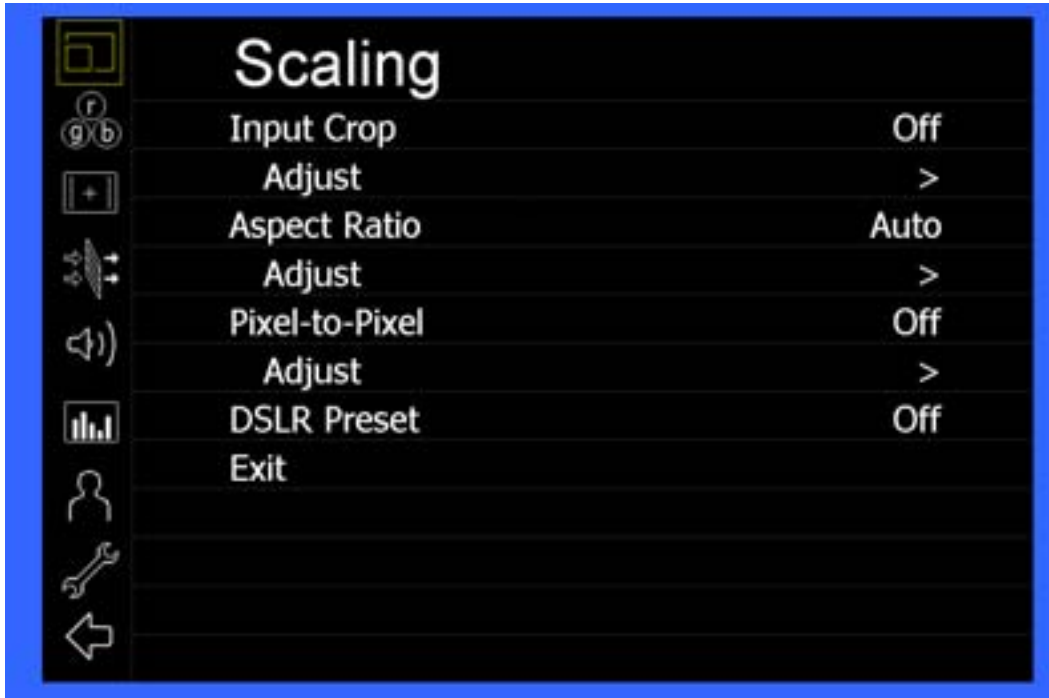 Scaling
r
g b
Input Crop Off
Adjust >
Aspect Ratio Auto
Adjust >
Pixel-to-Pixel Off
Adjust >
DSLR Preset Off
Exit